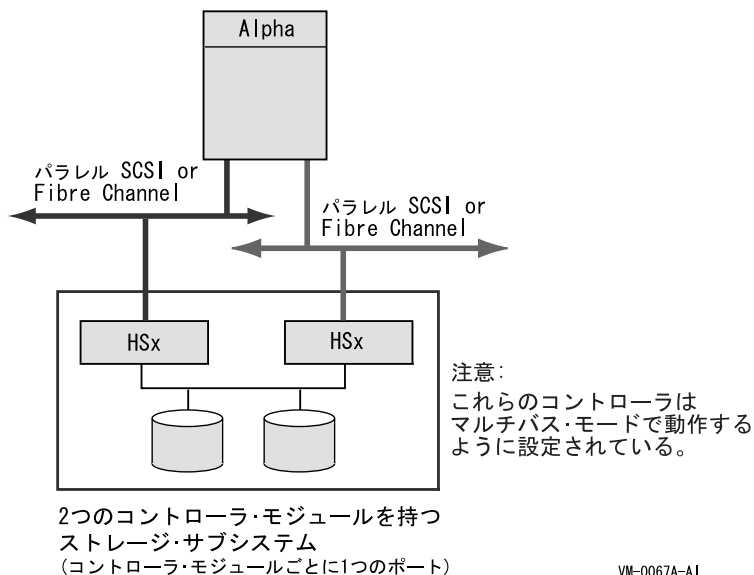 Alpha
パラレル SCSI or
Fibre Channel
パラレル SCSI or
Fibre Channel
HSx
HSx
注意:
これらのコントローラは
マルチバス･モードで動作する
ように設定されている。
2つのコントローラ･モジュールを持つ
ストレージ･サブシステム
(コントローラ･モジュールごとに1つのポート)
VM-0067A-AI